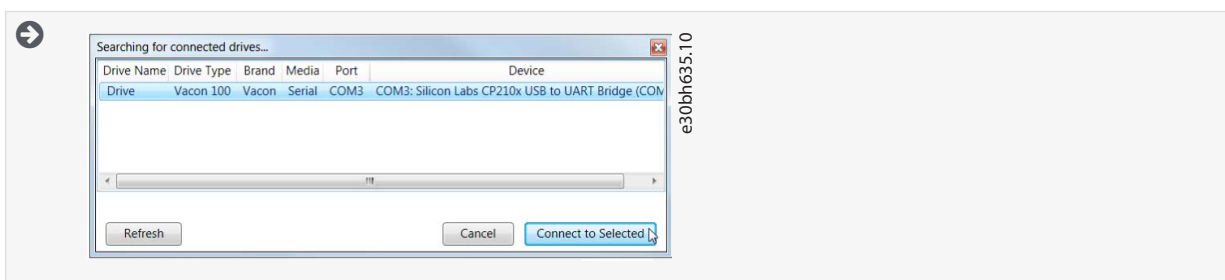 Searching for connected drives...
Drive Name Drive Type Brand Media Port Device
Drive Vacon 100 Vacon Serial COM3 COM3: Silicon Labs CP210x USB to UART Bridge (COM
Refresh Cancel Connect to Selected
e30bh635.10